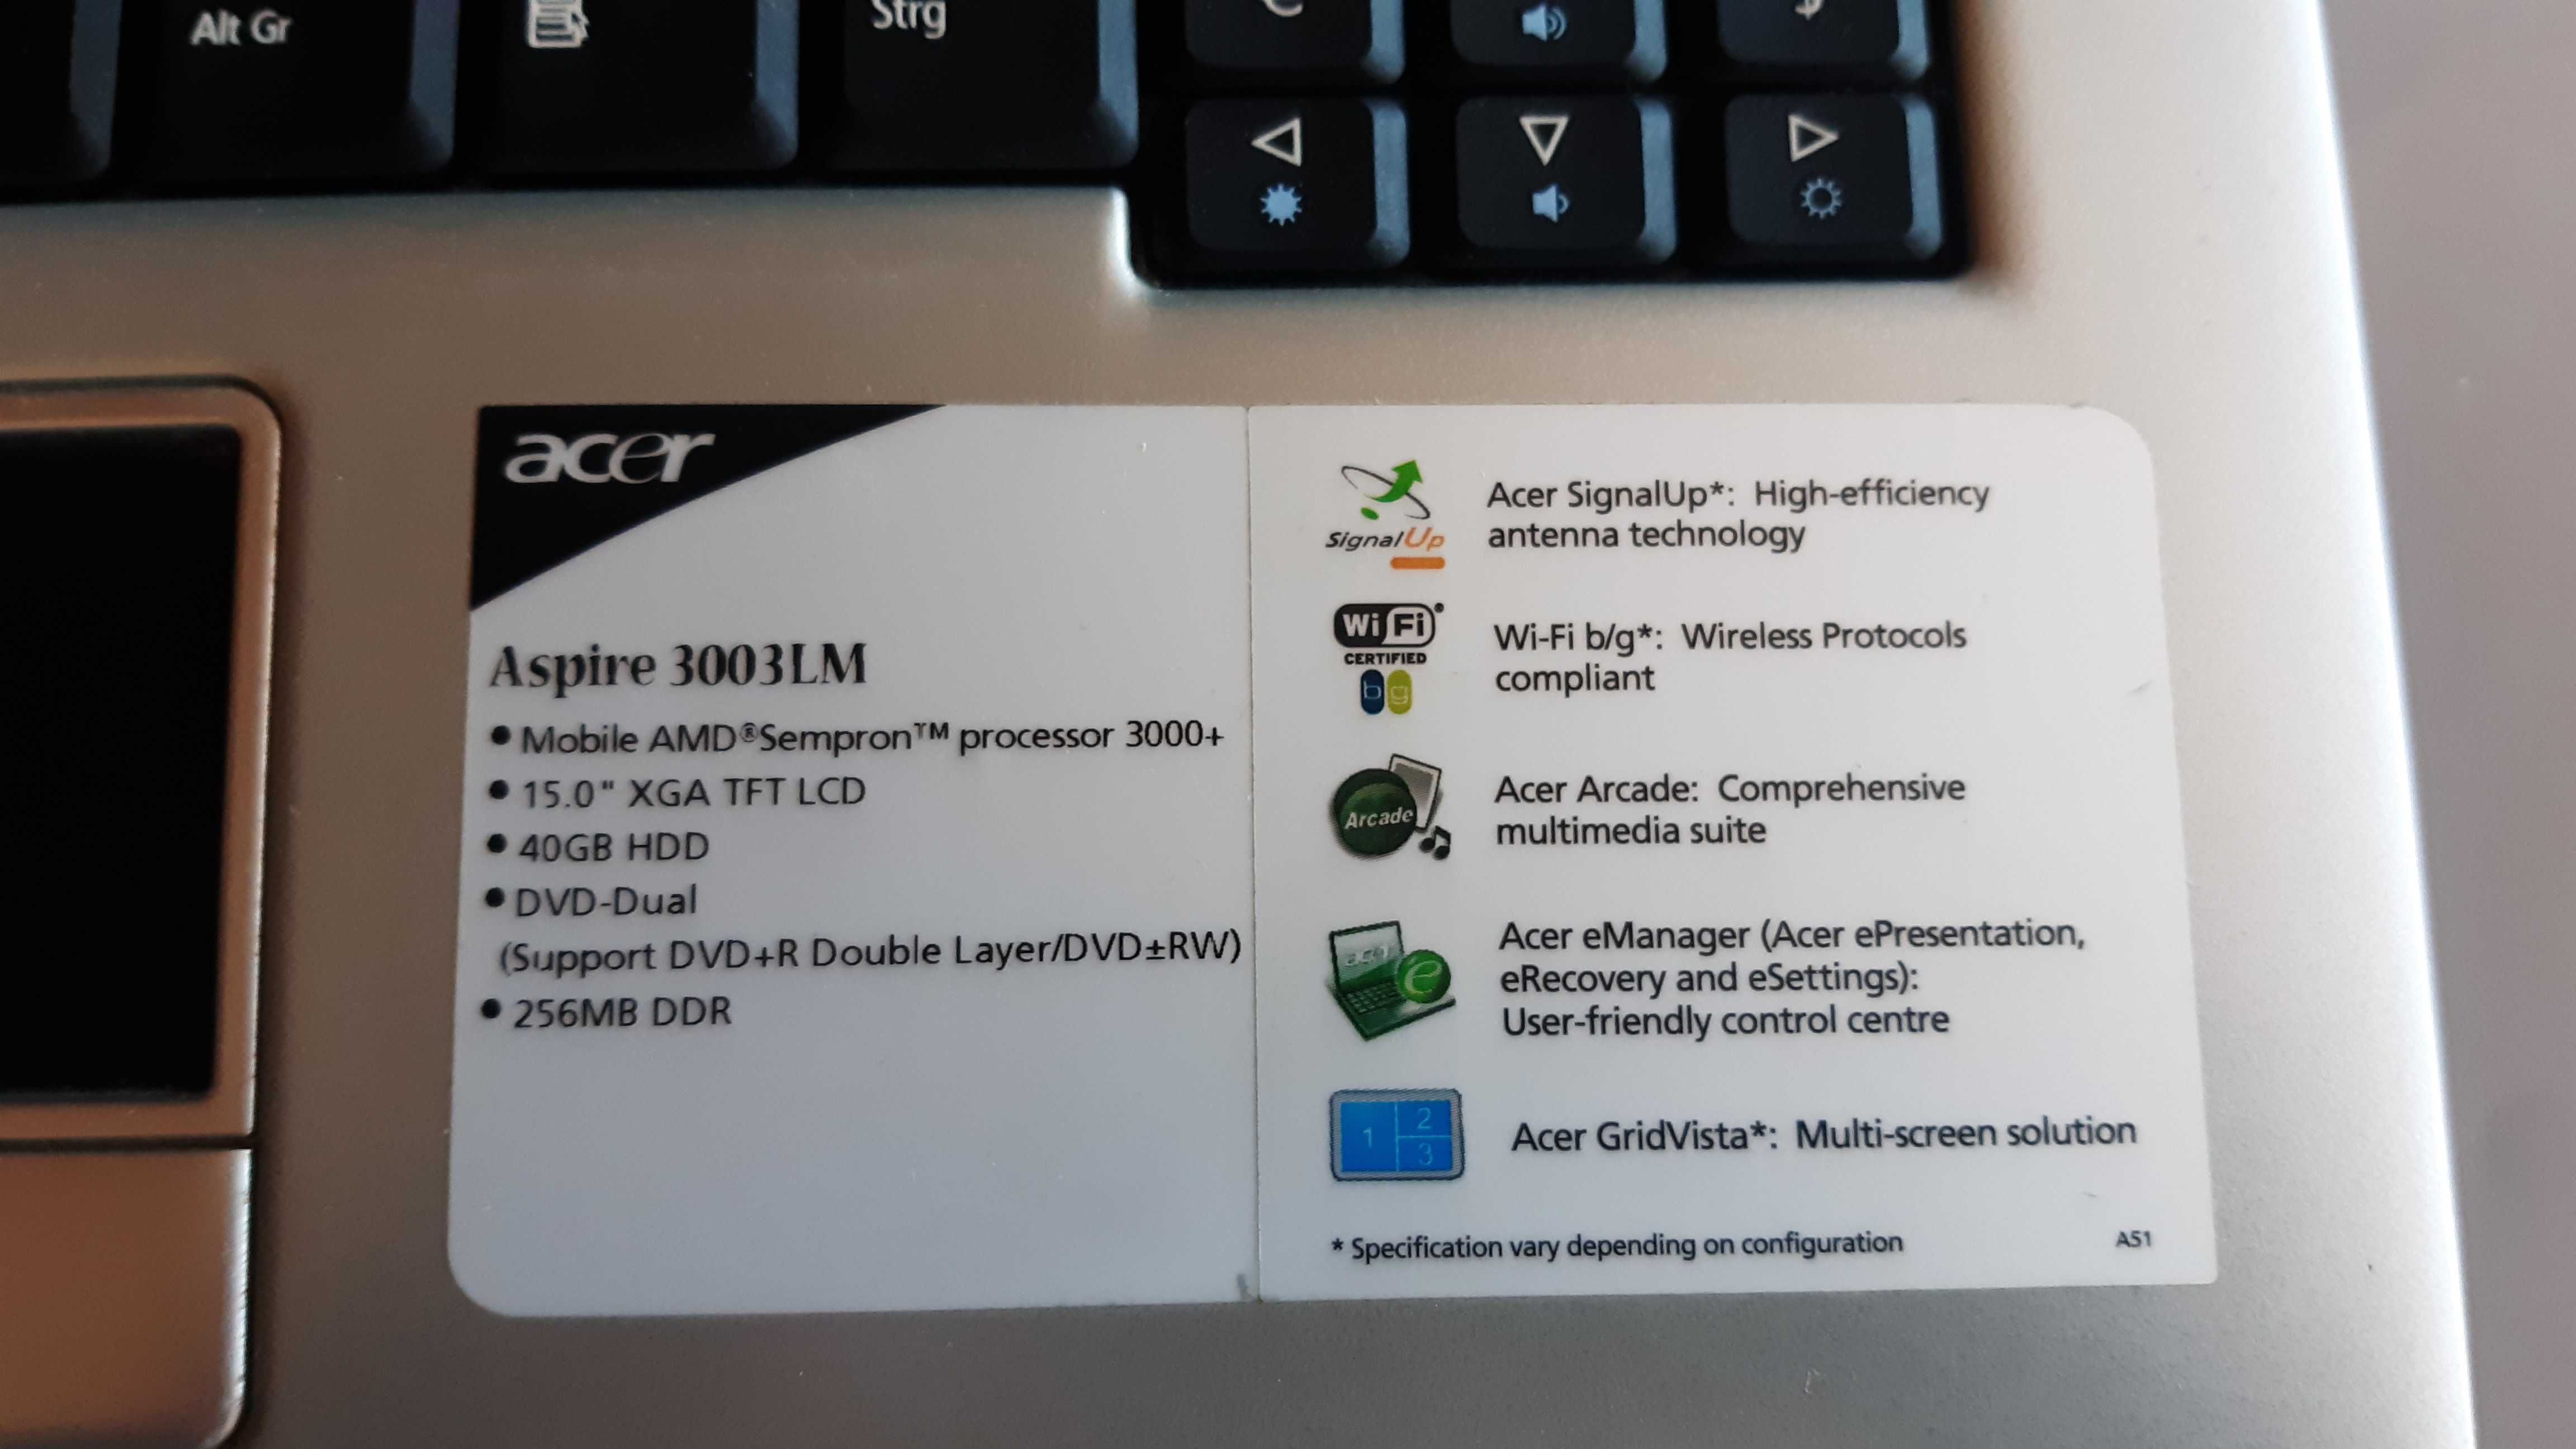 Alt Gr
Strg
acer
Aspire 3003LM
• Mobile AMD®Sempron™ processor 3000+
• 15.0" XGA TFT LCD
• 40GB HDD
• DVD-Dual
(Support DVD+R Double Layer/DVD±RW)
• 256MB DDR
SignalUp
Acer SignalUp*: High-efficiency
antenna technology
Wi Fi®
CERTIFIED
b g
Wi-Fi b/g*: Wireless Protocols
compliant
Arcade
Acer Arcade: Comprehensive
multimedia suite
acer e
Acer eManager (Acer ePresentation,
eRecovery and eSettings):
User-friendly control centre
1 2
3
Acer GridVista*: Multi-screen solution
* Specification vary depending on configuration
A51